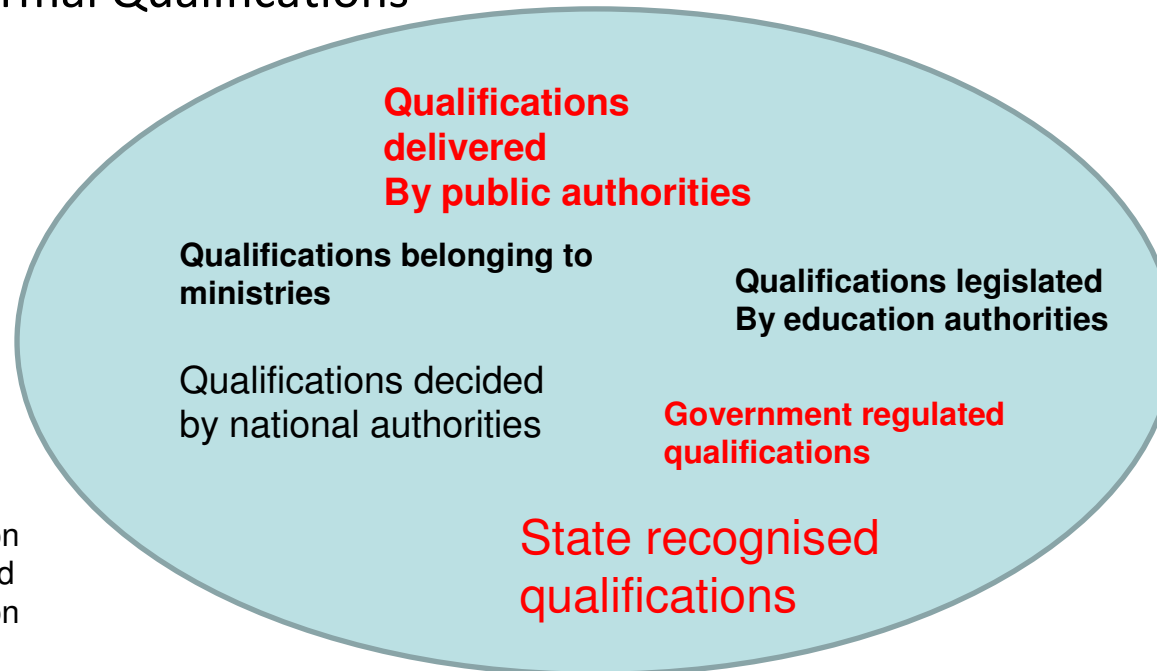 Qualifications
Qualifications
delivered
By public authorities
Qualifications belonging to
ministries
Qualifications legislated
By education authorities
Qualifications decided
by national authorities
Government regulated
qualifications
State recognised
qualifications